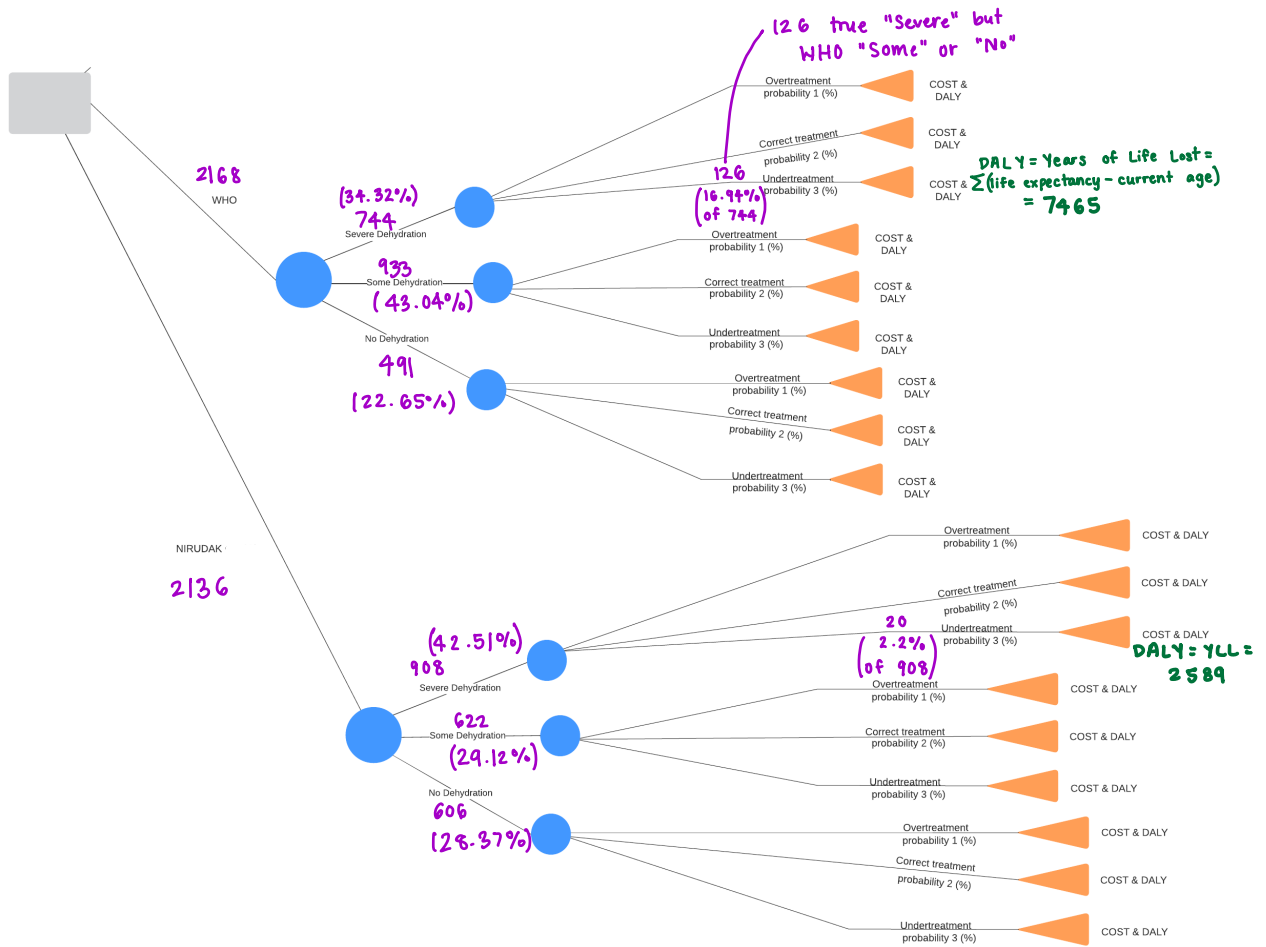 126 true "Severe" but
WHO "Some" or "No"
Overtreatment
probability 1 (%)
COST &
DALY
Correct treatment
probability 2 (%)
COST &
DALY
2168
WHO
(34.32%)
744
Severe Dehydration
126
(16.94%
of 744)
Undertreatment
probability 3 (%)
COST &
DALY
DALY = Years of Life Lost =
Σ(life expectancy - current age)
= 7465
933
Some Dehydration
(43.04%)
Overtreatment
probability 1 (%)
COST &
DALY
Correct treatment
probability 2 (%)
COST &
DALY
Undertreatment
probability 3 (%)
COST &
DALY
No Dehydration
491
(22.65%)
Overtreatment
probability 1 (%)
COST &
DALY
Correct treatment
probability 2 (%)
COST &
DALY
Undertreatment
probability 3 (%)
COST &
DALY
NIRUDAK
2136
(42.51%)
908
Severe Dehydration
Overtreatment
probability 1 (%)
COST & DALY
Correct treatment
probability 2 (%)
COST & DALY
20
(2.2%
of 908)
Undertreatment
probability 3 (%)
COST & DALY
DALY = YLL =
2589
622
Some Dehydration
(29.12%)
Overtreatment
probability 1 (%)
COST & DALY
Correct treatment
probability 2 (%)
COST & DALY
Undertreatment
probability 3 (%)
COST & DALY
No Dehydration
606
(28.37%)
Overtreatment
probability 1 (%)
COST & DALY
Correct treatment
probability 2 (%)
COST & DALY
Undertreatment
probability 3 (%)
COST & DALY